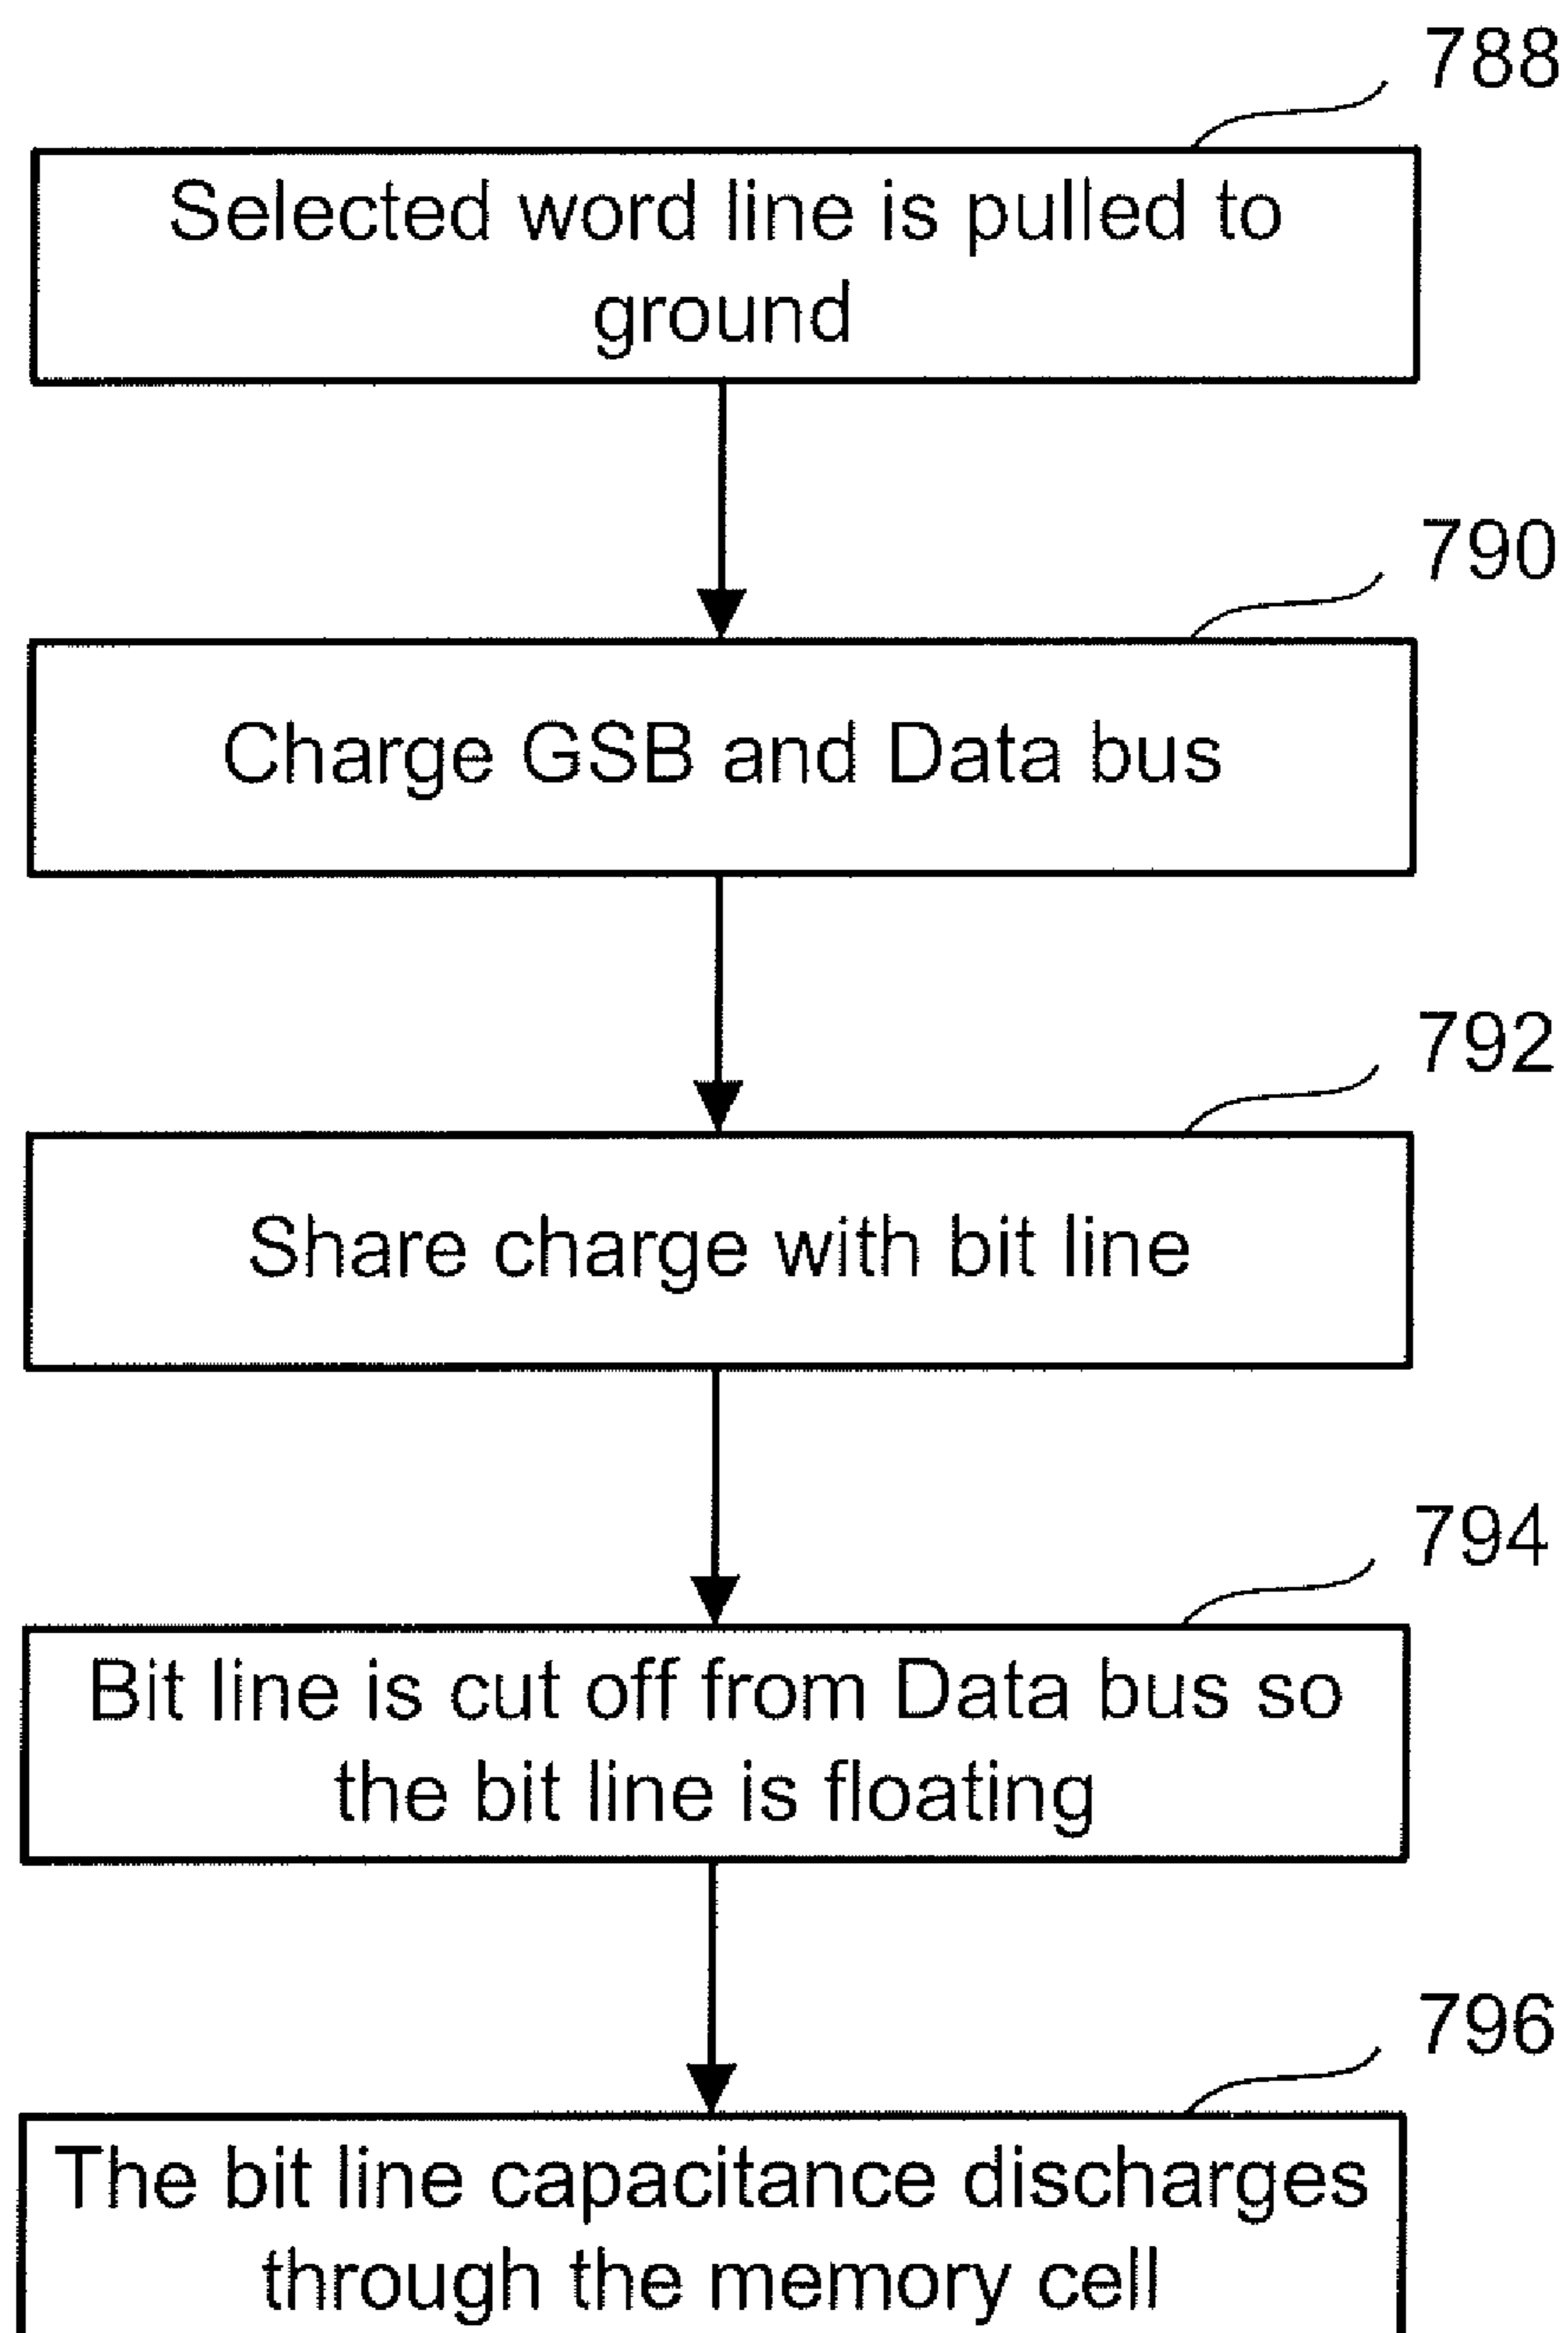 788
Selected word line is pulled to
ground
790
Charge GSB and Data bus
792
Share charge with bit line
794
Bit line is cut off from Data bus so
the bit line is floating
796
The bit line capacitance discharges
through the memory cell